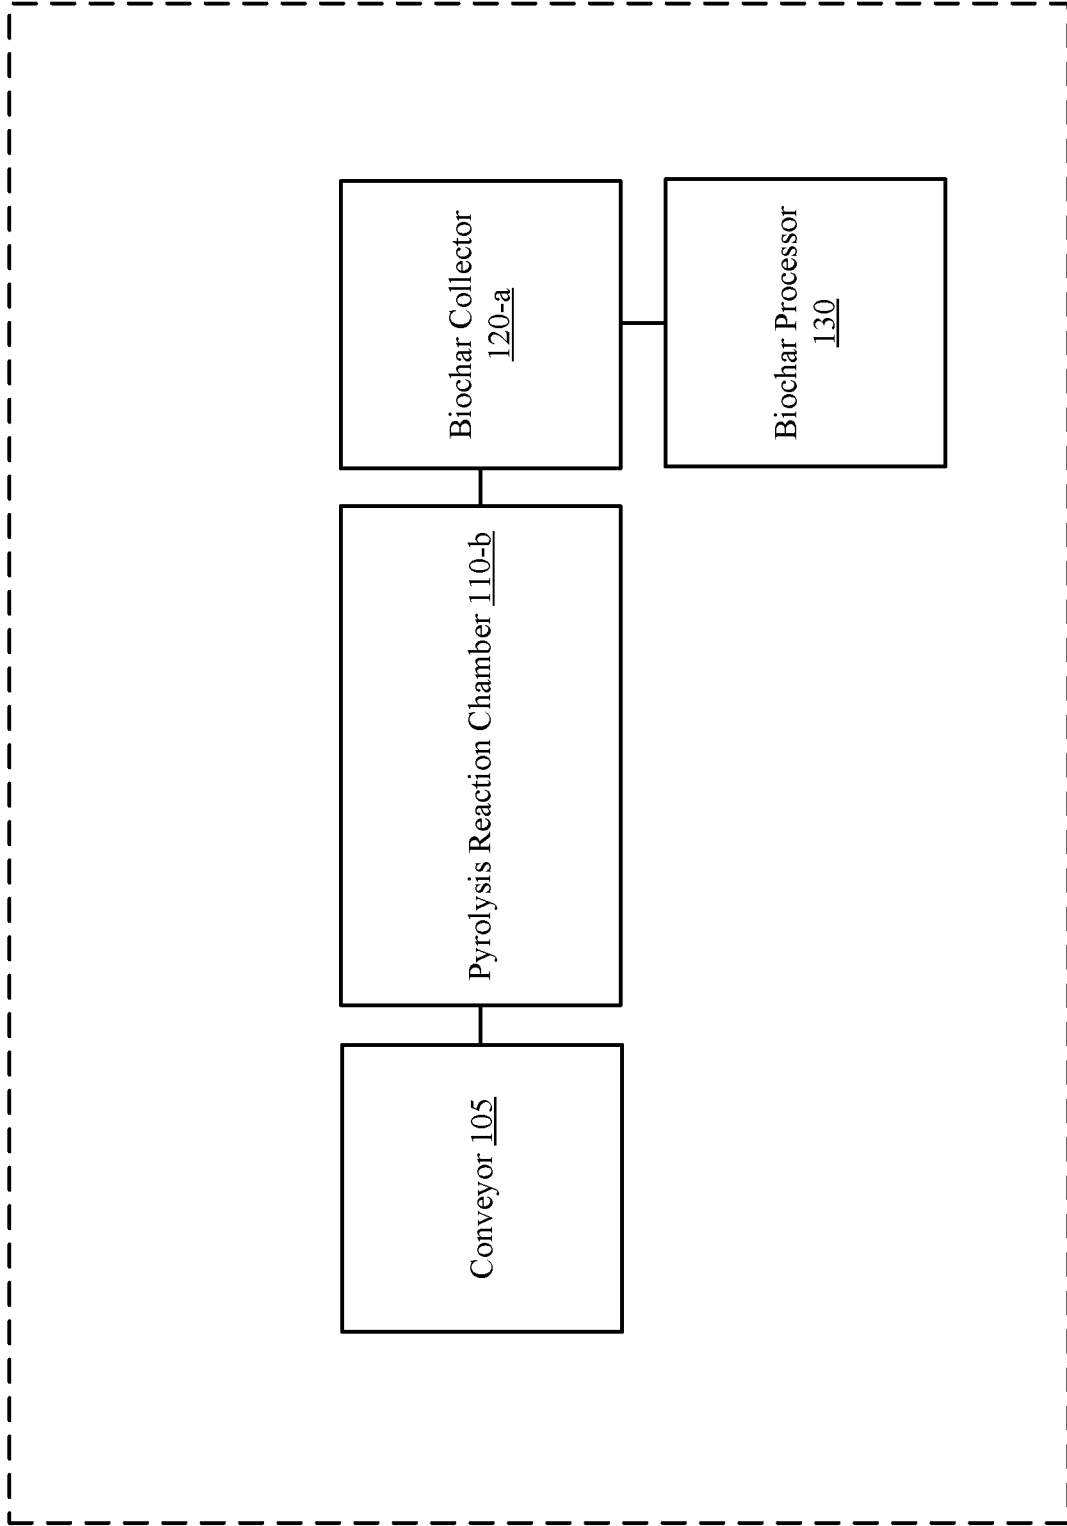 Conveyor 105
Pyrolysis Reaction Chamber 110-b
Biochar Collector
120-a
Biochar Processor
130